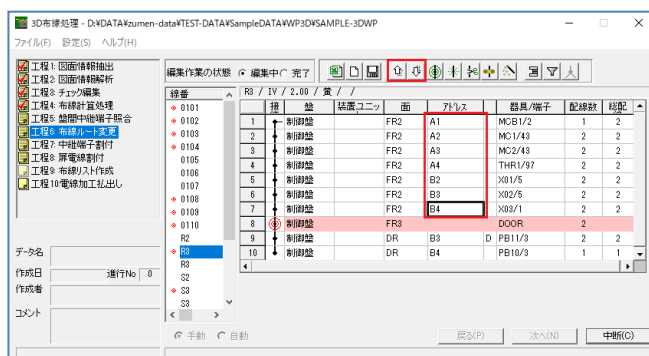 3D布線処理 - D:¥DATA¥zumen-data¥TEST-DATA¥SampleDATA¥WP3D¥SAMPLE-3DWP
ファイル(F) 設定(S) ヘルプ(H)
工程1: 図面情報抽出
工程2: 図面情報解析
工程3: チェック編集
工程4: 布線計算処理
工程5: 盤間中継端子照合
工程6: 布線ルート変更
工程7: 中継端子割付
工程8: 扉電線割付
工程9: 布線リスト作成
工程10:電線加工払出し
データ名
作成日 進行No 0
作成者
コメント
編集作業の状態 編集中 完了
線番
0101
0102
0103
0104
0105
0106
0107
0108
0109
0110
R2
R3
R3
S2
S3
S3
R3 / IV / 2.00 / 黄 / /
接 盤 装置ユニッ 面 アドレス 器具/端子 配線数 総配
1 制御盤 FR2 A1 MCB1/2 1 2
2 制御盤 FR2 A2 MC1/43 2 2
3 制御盤 FR2 A3 MC2/43 2 2
4 制御盤 FR2 A4 THR1/97 2 2
5 制御盤 FR2 B2 X01/5 2 2
6 制御盤 FR2 B3 X02/5 2 2
7 制御盤 FR2 B4 X03/1 2 2
8 制御盤 FR3 DOOR 2
9 制御盤 DR B3 D PB11/3 2 2
10 制御盤 DR B4 PB10/3 1 1
手動 自動
戻る(P) 次へ(N) 中断(C)